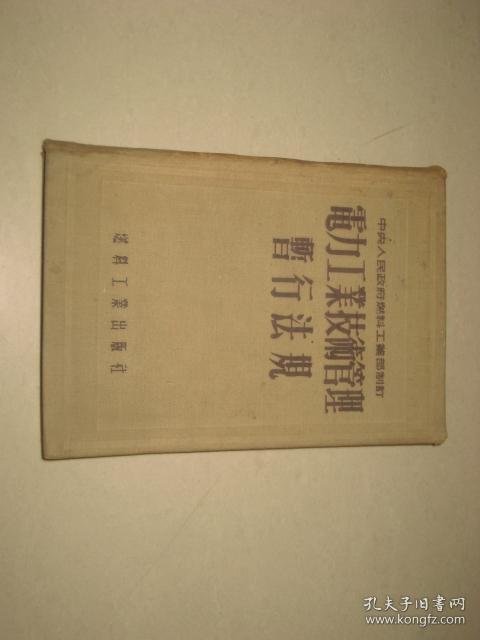 中央人民政府燃料工業部制訂
電力工業技術管理
暫行法規
燃料工業出版社
孔夫子旧书网
www.kongfz.com